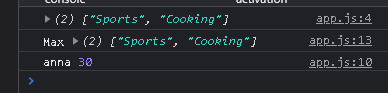 console activation
▶ (2) ["Sports", "Cooking"] app.js:4
Max ▶ (2) ["Sports", "Cooking"] app.js:13
anna 30 app.js:10
>